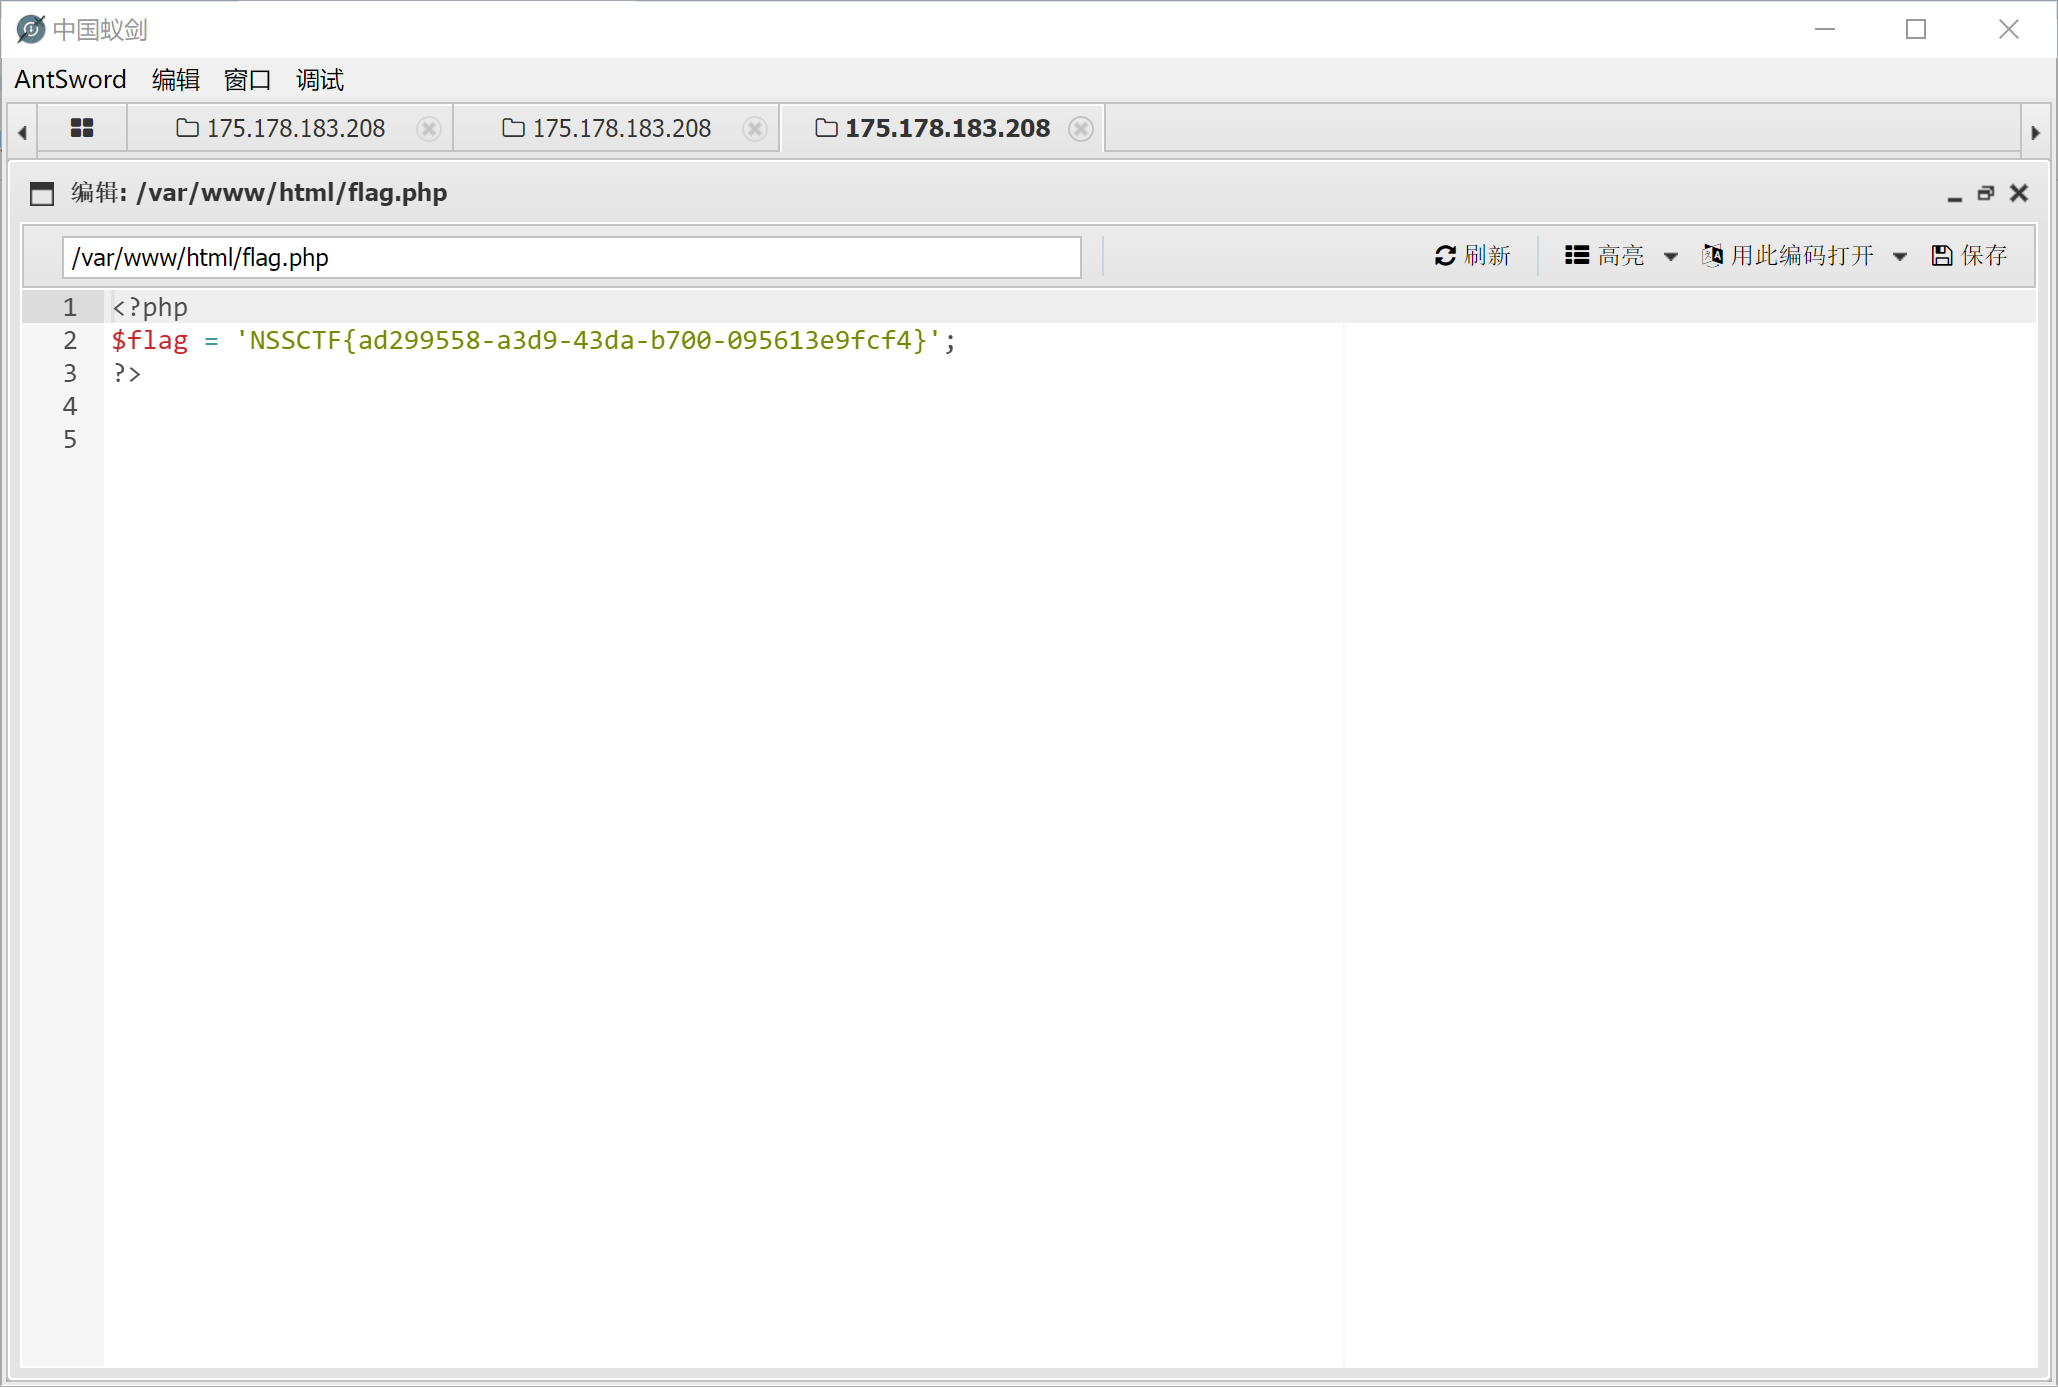 中国蚁剑
AntSword 编辑 窗口 调试
175.178.183.208 175.178.183.208 175.178.183.208
编辑: /var/www/html/flag.php
/var/www/html/flag.php 刷新 高亮 用此编码打开 保存
1 <?php
2 $flag = 'NSSCTF{ad299558-a3d9-43da-b700-095613e9fcf4}';
3 ?>
4
5